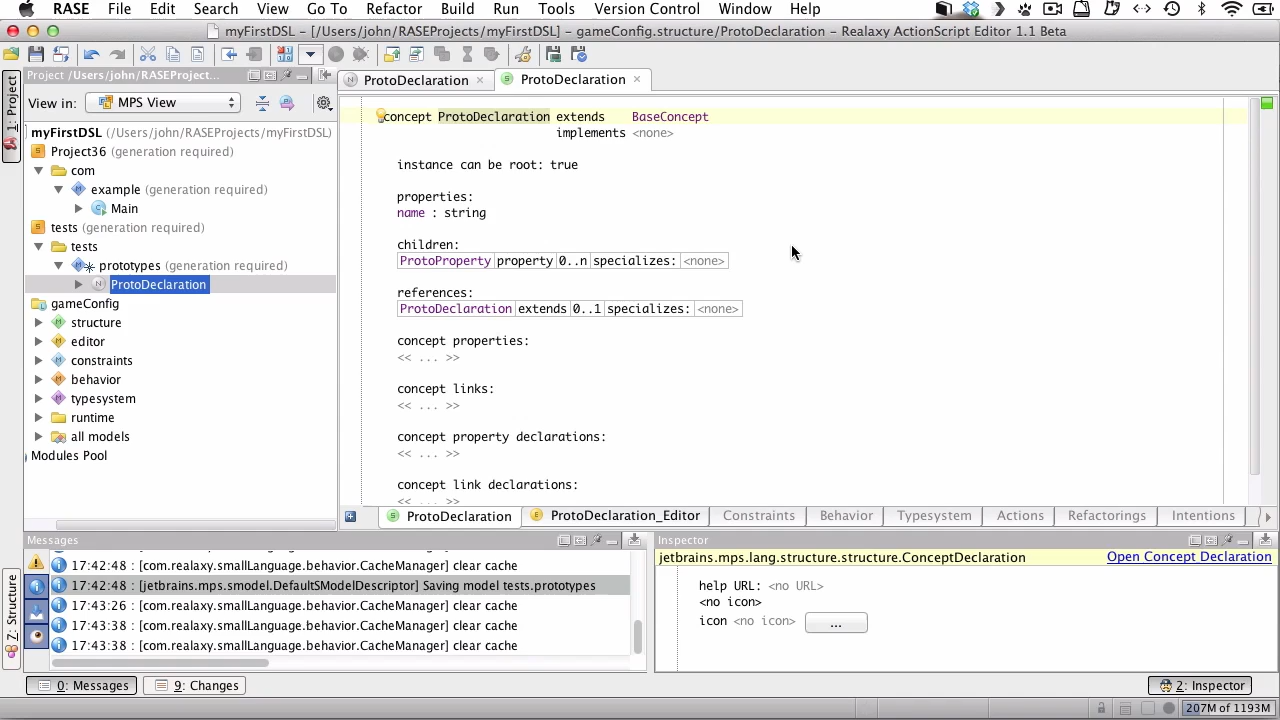 RASE File Edit Search View Go To Refactor Build Run Tools Version Control Window Help
myFirstDSL – [/Users/john/RASEProjects/myFirstDSL] – gameConfig.structure/ProtoDeclaration – Realaxy ActionScript Editor 1.1 Beta
Project /Users/john/RASEProject...
View in: MPS View
myFirstDSL (/Users/john/RASEProjects/myFirstDSL)
Project36 (generation required)
com
example (generation required)
Main
tests (generation required)
tests
prototypes (generation required)
ProtoDeclaration
gameConfig
structure
editor
constraints
behavior
typesystem
runtime
all models
Modules Pool
1: Project
Z: Structure
ProtoDeclaration ProtoDeclaration
concept ProtoDeclaration extends BaseConcept
implements <none>
instance can be root: true
properties:
name : string
children:
ProtoProperty property 0..n specializes: <none>
references:
ProtoDeclaration extends 0..1 specializes: <none>
concept properties:
<< ... >>
concept links:
<< ... >>
concept property declarations:
<< ... >>
concept link declarations:
<< ... >>
ProtoDeclaration ProtoDeclaration_Editor Constraints Behavior Typesystem Actions Refactorings Intentions
Messages
17:42:48 : [com.realaxy.smallLanguage.behavior.CacheManager] clear cache
17:42:48 : [jetbrains.mps.smodel.DefaultSModelDescriptor] Saving model tests.prototypes
17:43:26 : [com.realaxy.smallLanguage.behavior.CacheManager] clear cache
17:43:38 : [com.realaxy.smallLanguage.behavior.CacheManager] clear cache
17:43:38 : [com.realaxy.smallLanguage.behavior.CacheManager] clear cache
Inspector
jetbrains.mps.lang.structure.structure.ConceptDeclaration Open Concept Declaration
help URL: <no URL>
<no icon>
icon <no icon> ...
0: Messages 9: Changes 2: Inspector
207M of 1193M